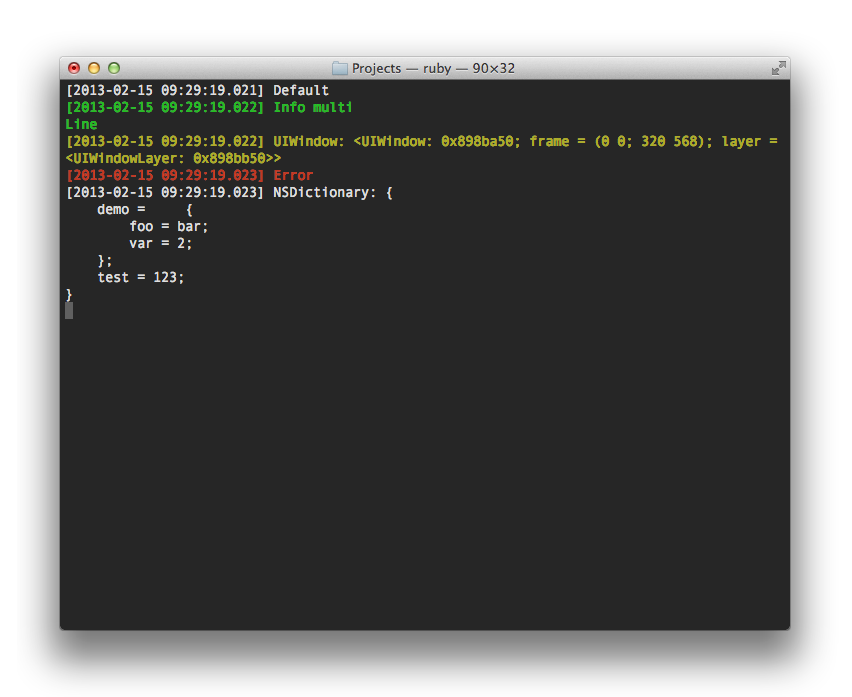 Projects — ruby — 90×32
[2013-02-15 09:29:19.021] Default
[2013-02-15 09:29:19.022] Info multi
Line
[2013-02-15 09:29:19.022] UIWindow: <UIWindow: 0x898ba50; frame = (0 0; 320 568); layer =
<UIWindowLayer: 0x898bb50>>
[2013-02-15 09:29:19.023] Error
[2013-02-15 09:29:19.023] NSDictionary: {
    demo =     {
        foo = bar;
        var = 2;
    };
    test = 123;
}